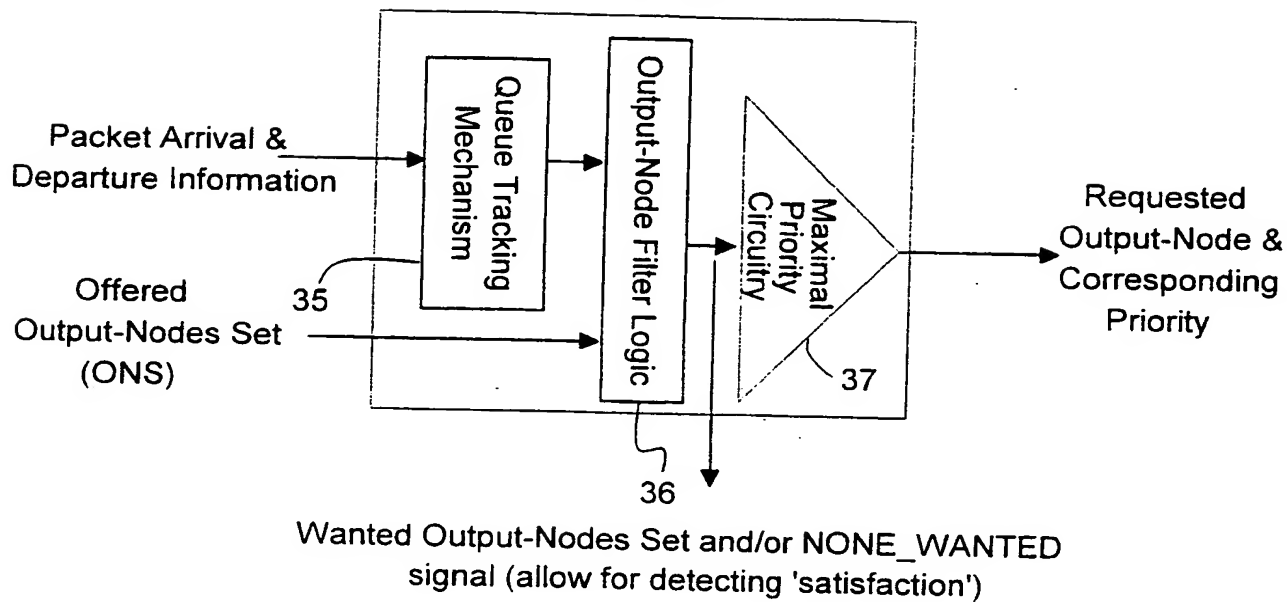 Packet Arrival &
Departure Information
Offered
Output-Nodes Set
(ONS)
35
Queue Tracking
Mechanism
Output-Node Filter Logic
36
Maximal
Priority
Circuitry
37
Requested
Output-Node &
Corresponding
Priority
Wanted Output-Nodes Set and/or NONE_WANTED
signal (allow for detecting 'satisfaction')